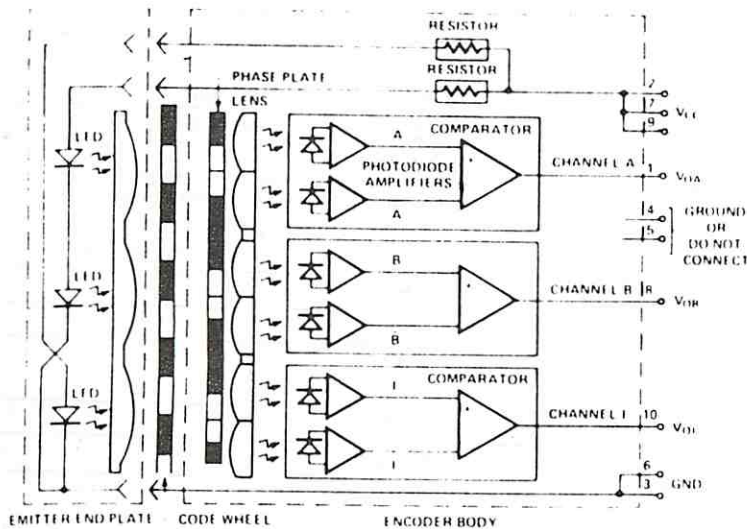 RESISTOR
RESISTOR
PHASE PLATE
LENS
LED
LED
LED
COMPARATOR
A
PHOTODIODE
AMPLIFIERS
A
CHANNEL A
B
B
CHANNEL B
COMPARATOR
I
I
CHANNEL I
2
7
9
VCC
1
VOA
4
5
GROUND
OR
DO NOT
CONNECT
8
VOB
10
VOI
6
3
GND
EMITTER END PLATE
CODE WHEEL
ENCODER BODY